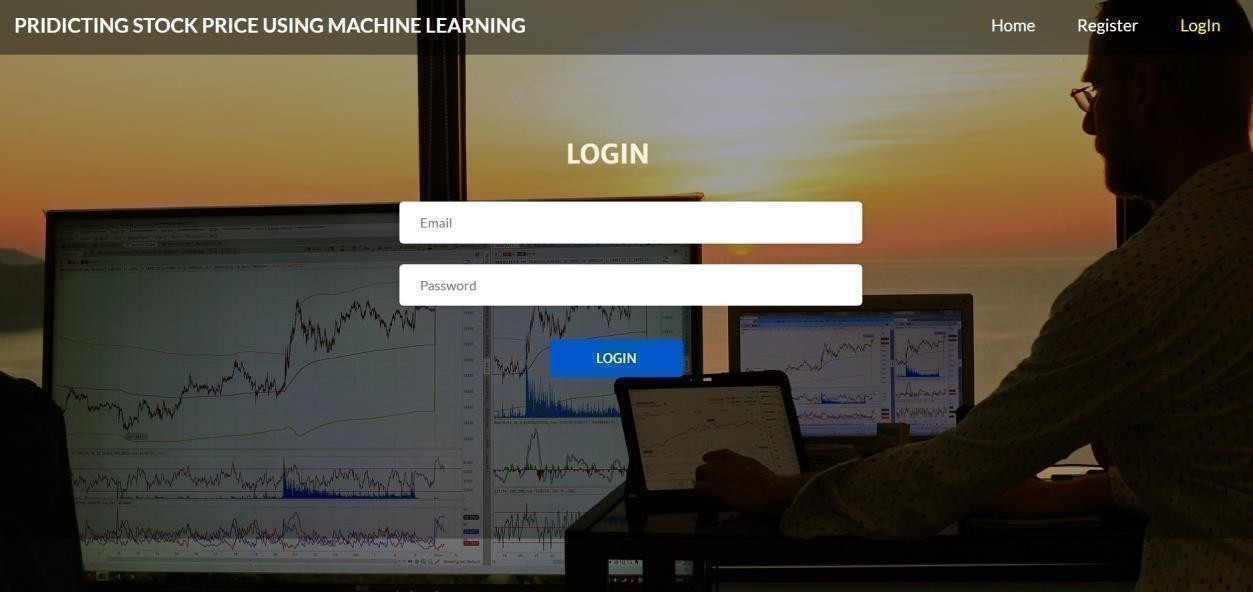 PRIDICTING STOCK PRICE USING MACHINE LEARNING
Home Register LogIn
LOGIN
Email
Password
LOGIN